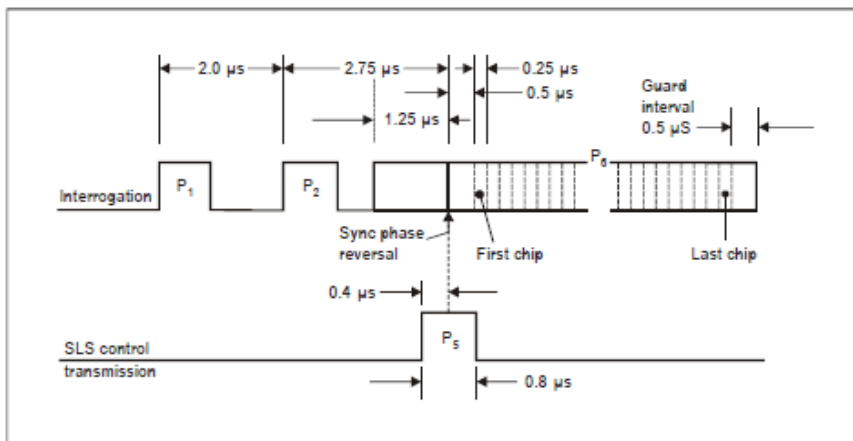 2.0 µs
2.75 µs
0.25 µs
0.5 µs
Guard
interval
0.5 µS
1.25 µs
P6
Interrogation
P1
P2
Sync phase
reversal
First chip
Last chip
0.4 µs
P5
SLS control
transmission
0.8 µs